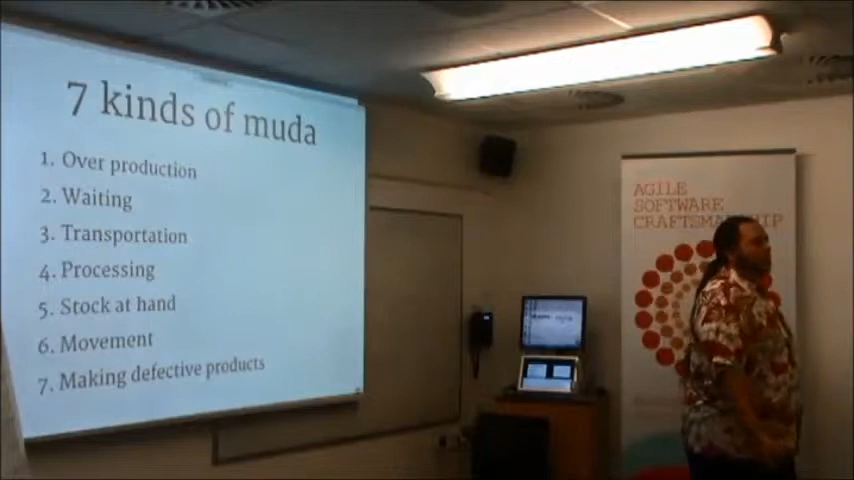 7 kinds of muda
1. Over production
2. Waiting
3. Transportation
4. Processing
5. Stock at hand
6. Movement
7. Making defective products
AGILE
SOFTWARE
CRAFTSMANSHIP